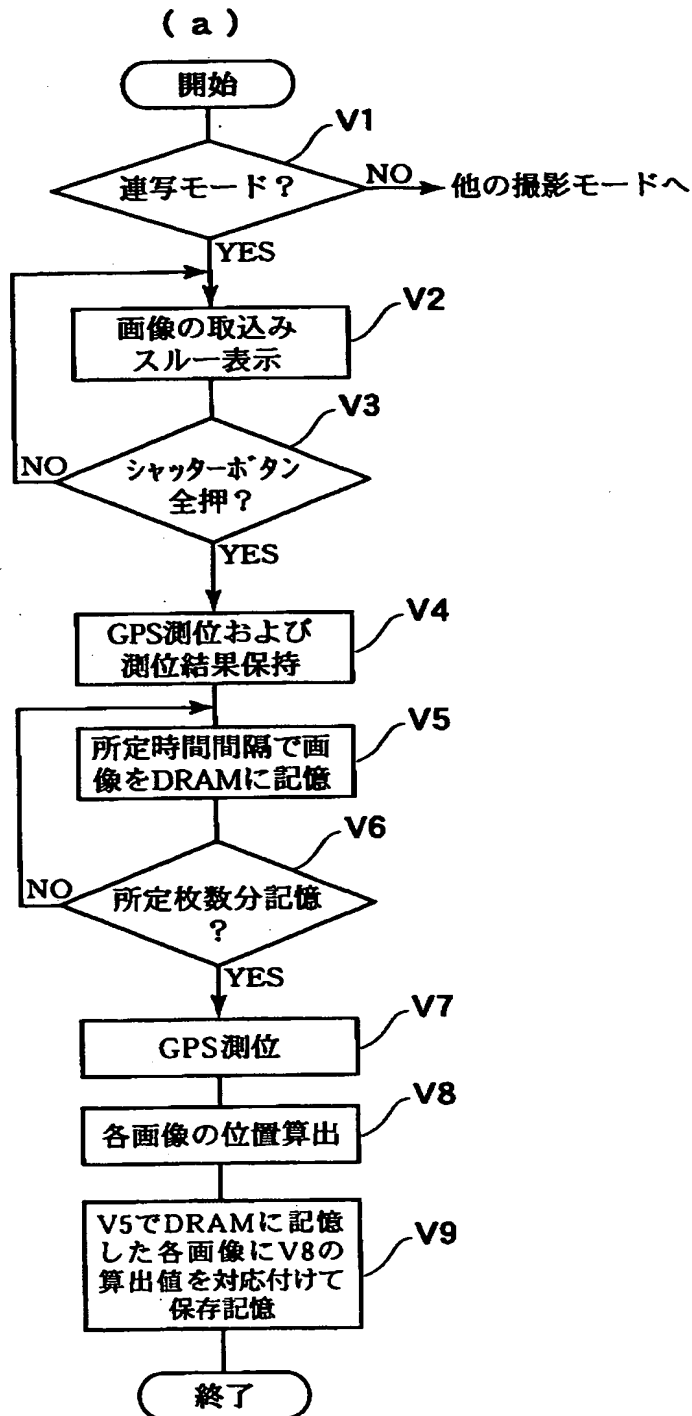 (a)
開始
V1
連写モード?
NO
他の撮影モードへ
YES
V2
画像の取込み
スルー表示
V3
シャッターボタン
全押?
NO
YES
V4
GPS測位および
測位結果保持
V5
所定時間間隔で画
像をDRAMに記憶
V6
所定枚数分記憶
?
NO
YES
V7
GPS測位
V8
各画像の位置算出
V9
V5でDRAMに記憶
した各画像にV8の
算出値を対応付けて
保存記憶
終了